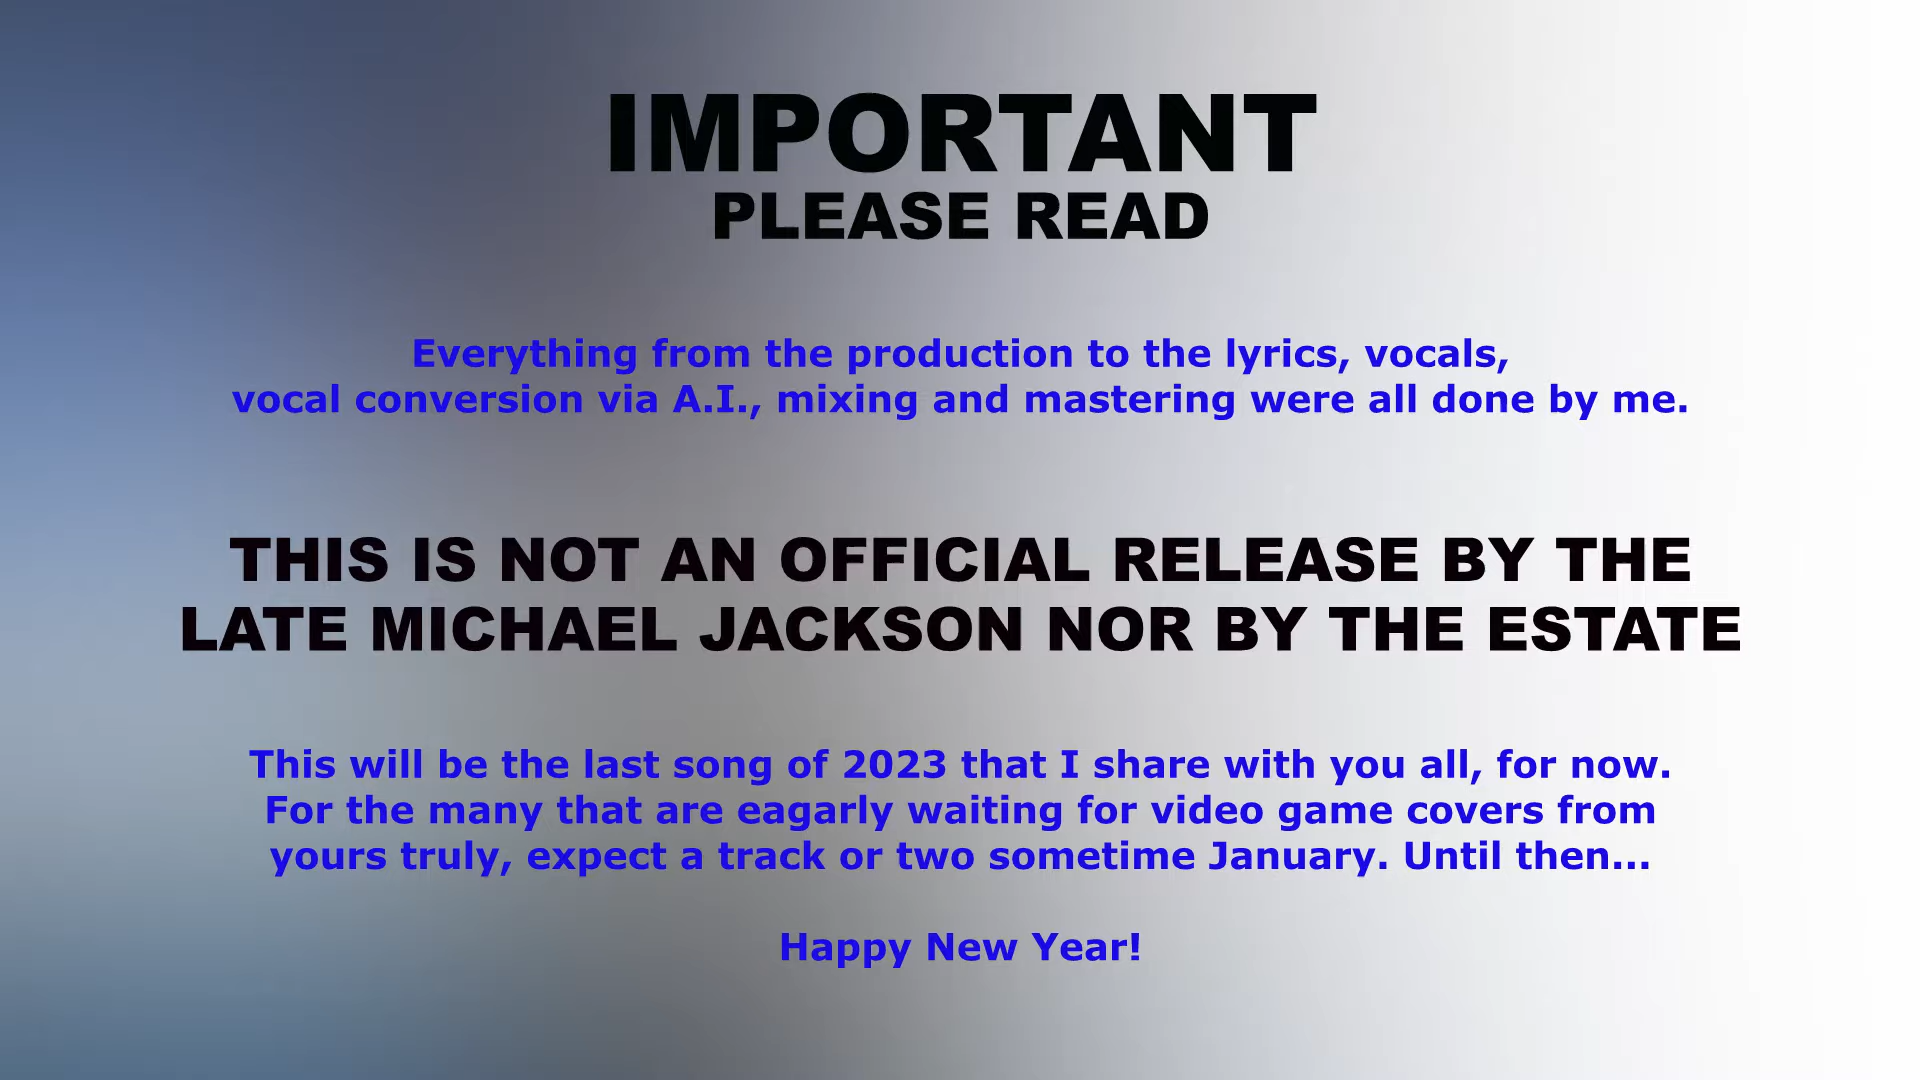 IMPORTANT
PLEASE READ
Everything from the production to the lyrics, vocals,
vocal conversion via A.I., mixing and mastering were all done by me.
THIS IS NOT AN OFFICIAL RELEASE BY THE
LATE MICHAEL JACKSON NOR BY THE ESTATE
This will be the last song of 2023 that I share with you all, for now.
For the many that are eagarly waiting for video game covers from
yours truly, expect a track or two sometime January. Until then...
Happy New Year!